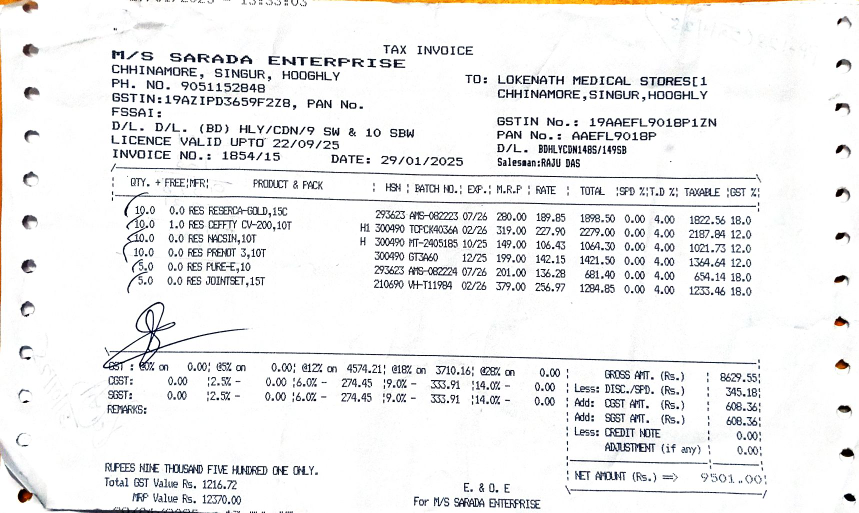 TAX INVOICE
M/S SARADA ENTERPRISE
CHHINAMORE, SINGUR, HOOGHLY
PH. NO. 9051152848
GSTIN:19AZIPD3659F2Z8, PAN No.
FSSAI:
D/L. D/L. (BD) HLY/CDN/9 SW & 10 SBW
LICENCE VALID UPTO 22/09/25
INVOICE NO.: 1854/15 DATE: 29/01/2025
TO: LOKENATH MEDICAL STORES[1
CHHINAMORE,SINGUR,HOOGHLY
GSTIN No.: 19AAEFL9018P1ZN
PAN No.: AAEFL9018P
D/L. BDHLYCDN148S/149SB
Salesman:RAJU DAS
QTY. + FREE¦MFR¦ PRODUCT & PACK ¦ HSN ¦ BATCH NO.¦ EXP.¦ M.R.P ¦ RATE ¦ TOTAL ¦SPD %¦T.D %¦ TAXABLE ¦GST %¦
10.0 0.0 RES RESERCA-GOLD,15C 293623 AMS-082223 07/26 280.00 189.85 1898.50 0.00 4.00 1822.56 18.0
10.0 1.0 RES CEFFTY CV-200,10T H1 300490 TCPCK4036A 02/26 319.00 227.90 2279.00 0.00 4.00 2187.84 12.0
10.0 0.0 RES NACSIN,10T H 300490 MT-2405185 10/25 149.00 106.43 1064.30 0.00 4.00 1021.73 12.0
10.0 0.0 RES PRENDT 3,10T 300490 GT3A60 12/25 199.00 142.15 1421.50 0.00 4.00 1364.64 12.0
5.0 0.0 RES PURE-E,10 293623 AMS-082224 07/26 201.00 136.28 681.40 0.00 4.00 654.14 18.0
5.0 0.0 RES JOINTSET,15T 210690 VH-T11984 02/26 379.00 256.97 1284.85 0.00 4.00 1233.46 18.0
GST : @0% on 0.00¦ @5% on 0.00¦ @12% on 4574.21¦ @18% on 3710.16¦ @28% on 0.00
CGST: 0.00 ¦2.5% - 0.00 ¦6.0% - 274.45 ¦9.0% - 333.91 ¦14.0% - 0.00
SGST: 0.00 ¦2.5% - 0.00 ¦6.0% - 274.45 ¦9.0% - 333.91 ¦14.0% - 0.00
REMARKS:
GROSS AMT. (Rs.) ¦ 8629.55¦
Less: DISC./SPD. (Rs.) ¦ 345.18¦
Add: CGST AMT. (Rs.) ¦ 608.36¦
Add: SGST AMT. (Rs.) ¦ 608.36¦
Less: CREDIT NOTE ¦ 0.00¦
ADJUSTMENT (if any) ¦ 0.00¦
NET AMOUNT (Rs.) ==> 9501.00¦
RUPEES NINE THOUSAND FIVE HUNDRED ONE ONLY.
Total GST Value Rs. 1216.72
MRP Value Rs. 12370.00
E. & O. E
For M/S SARADA ENTERPRISE